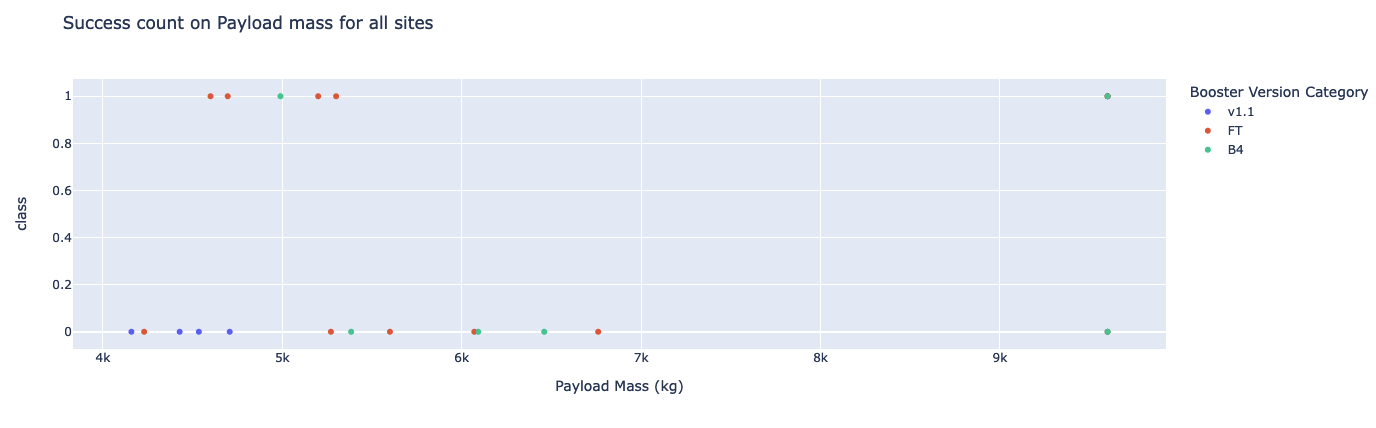 Success count on Payload mass for all sites
Booster Version Category
v1.1
FT
B4
class
1
0.8
0.6
0.4
0.2
0
4k 5k 6k 7k 8k 9k
Payload Mass (kg)